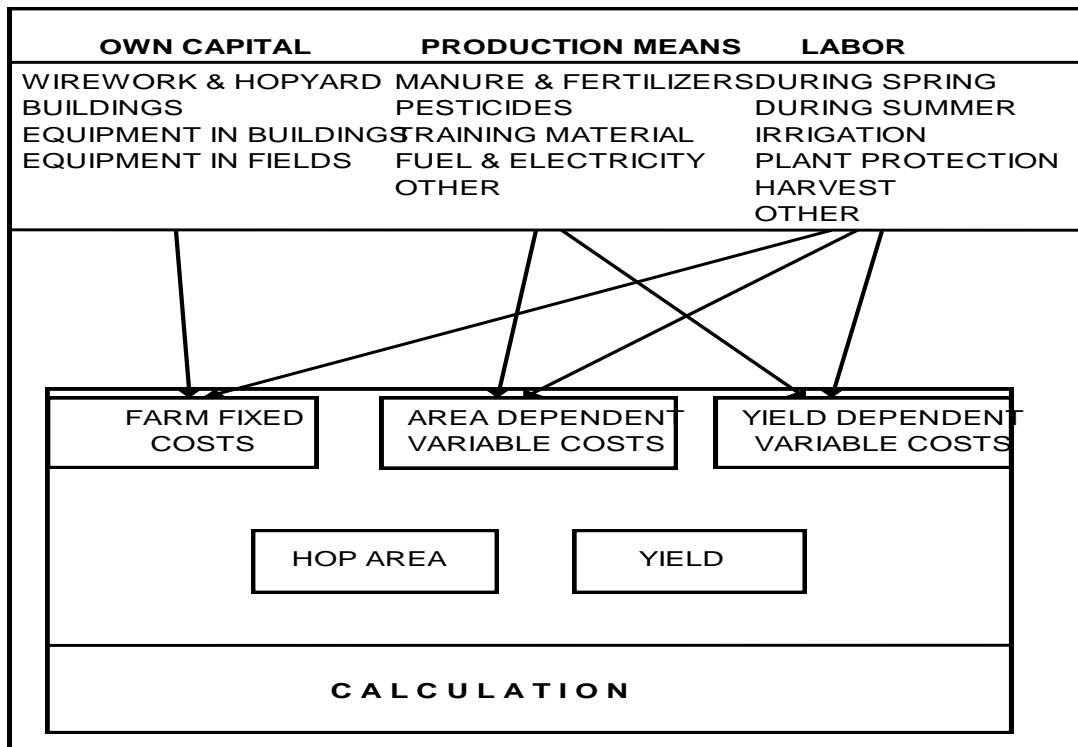 OWN CAPITAL PRODUCTION MEANS LABOR
WIREWORK & HOPYARD
BUILDINGS
EQUIPMENT IN BUILDINGS
EQUIPMENT IN FIELDS
MANURE & FERTILIZERS
PESTICIDES
TRAINING MATERIAL
FUEL & ELECTRICITY
OTHER
DURING SPRING
DURING SUMMER
IRRIGATION
PLANT PROTECTION
HARVEST
OTHER
FARM FIXED
COSTS
AREA DEPENDENT
VARIABLE COSTS
YIELD DEPENDENT
VARIABLE COSTS
HOP AREA
YIELD
CALCULATION